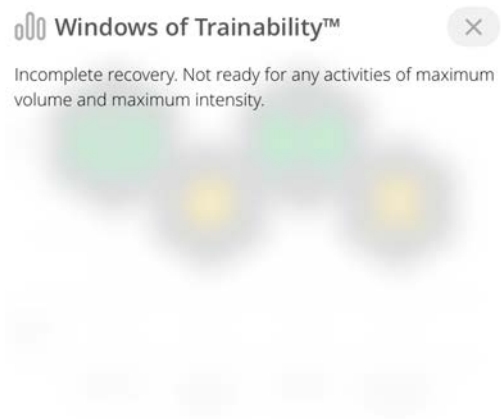 Windows of Trainability™
Incomplete recovery. Not ready for any activities of maximum
volume and maximum intensity.